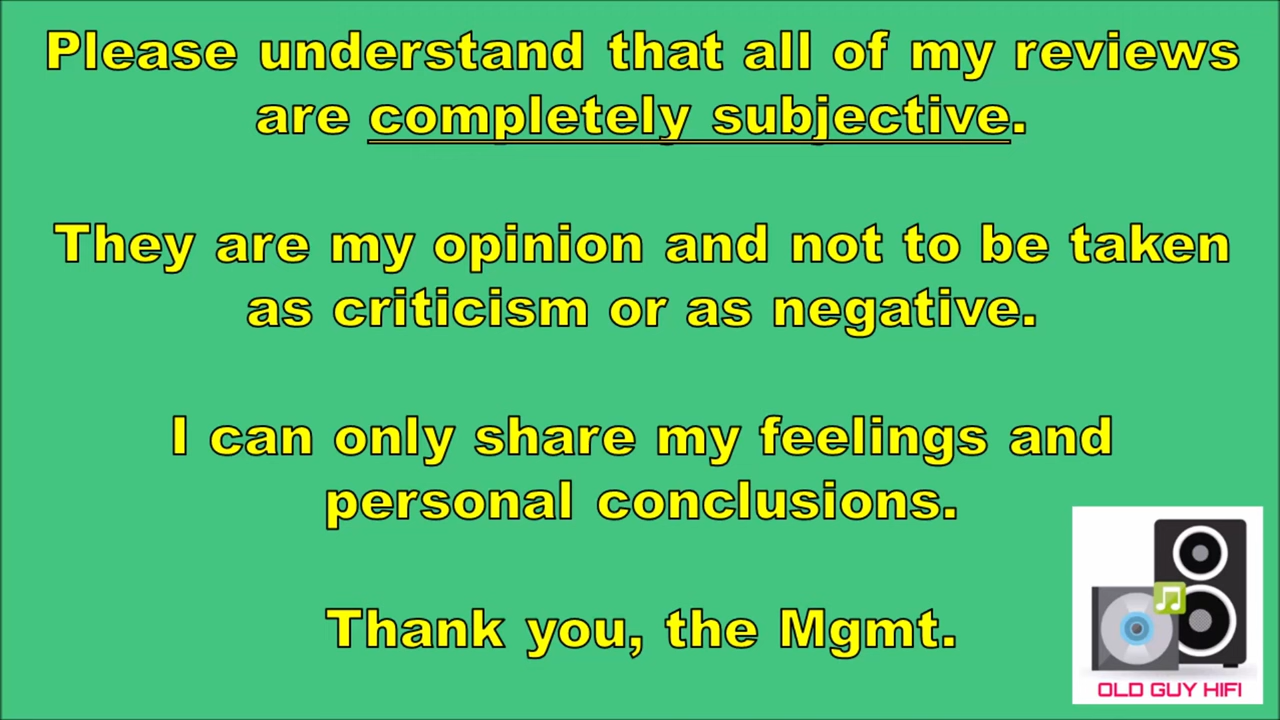 Please understand that all of my reviews
are completely subjective.
They are my opinion and not to be taken
as criticism or as negative.
I can only share my feelings and
personal conclusions.
Thank you, the Mgmt.
OLD GUY HIFI